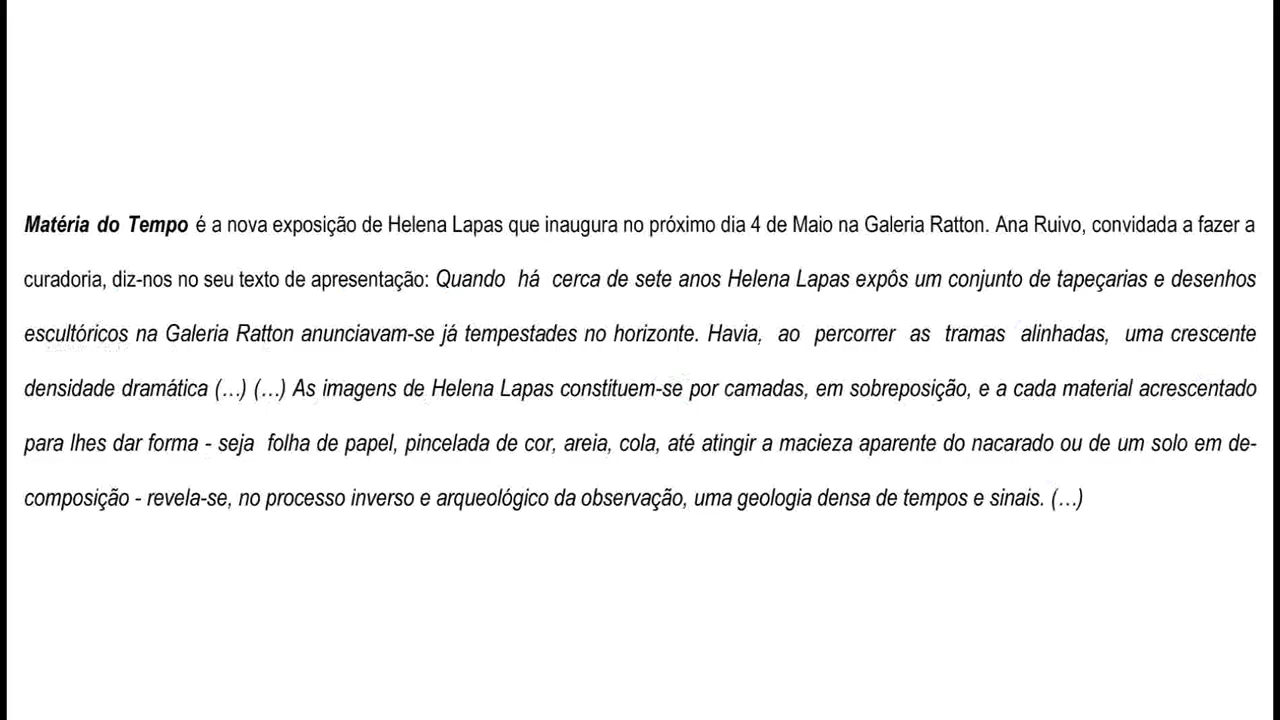 Matéria do Tempo é a nova exposição de Helena Lapas que inaugura no próximo dia 4 de Maio na Galeria Ratton. Ana Ruivo, convidada a fazer a
curadoria, diz-nos no seu texto de apresentação: Quando há cerca de sete anos Helena Lapas expôs um conjunto de tapeçarias e desenhos
escultóricos na Galeria Ratton anunciavam-se já tempestades no horizonte. Havia, ao percorrer as tramas alinhadas, uma crescente
densidade dramática (…) (…) As imagens de Helena Lapas constituem-se por camadas, em sobreposição, e a cada material acrescentado
para lhes dar forma - seja folha de papel, pincelada de cor, areia, cola, até atingir a macieza aparente do nacarado ou de um solo em de-
composição - revela-se, no processo inverso e arqueológico da observação, uma geologia densa de tempos e sinais. (…)